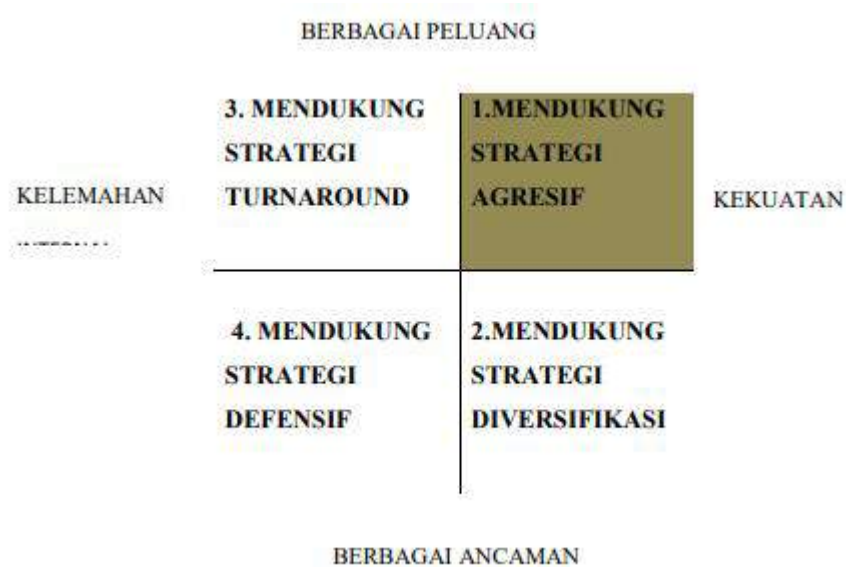 BERBAGAI PELUANG
3. MENDUKUNG
STRATEGI
TURNAROUND
1.MENDUKUNG
STRATEGI
AGRESIF
KELEMAHAN
KEKUATAN
4. MENDUKUNG
STRATEGI
DEFENSIF
2.MENDUKUNG
STRATEGI
DIVERSIFIKASI
BERBAGAI ANCAMAN